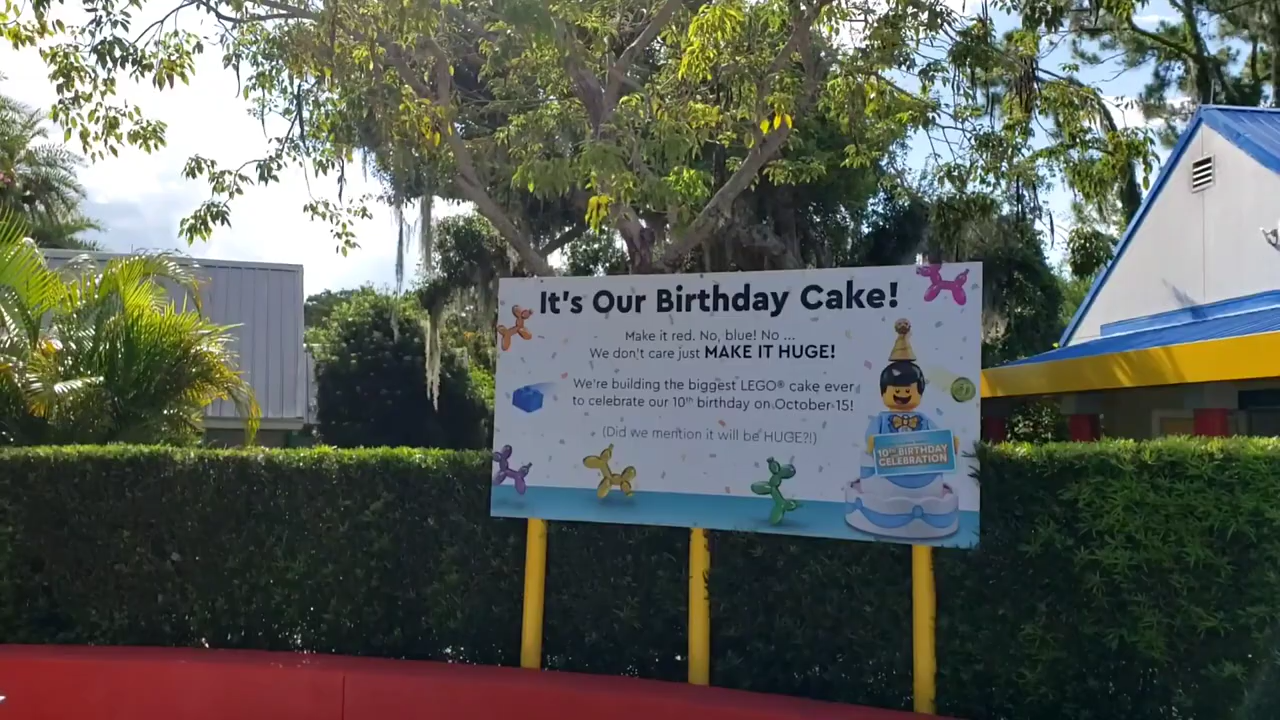 It's Our Birthday Cake!
Make it red. No, blue! No ...
We don't care just MAKE IT HUGE!
We're building the biggest LEGO® cake ever
to celebrate our 10th birthday on October 15!
(Did we mention it will be HUGE?!)
10TH BIRTHDAY
CELEBRATION